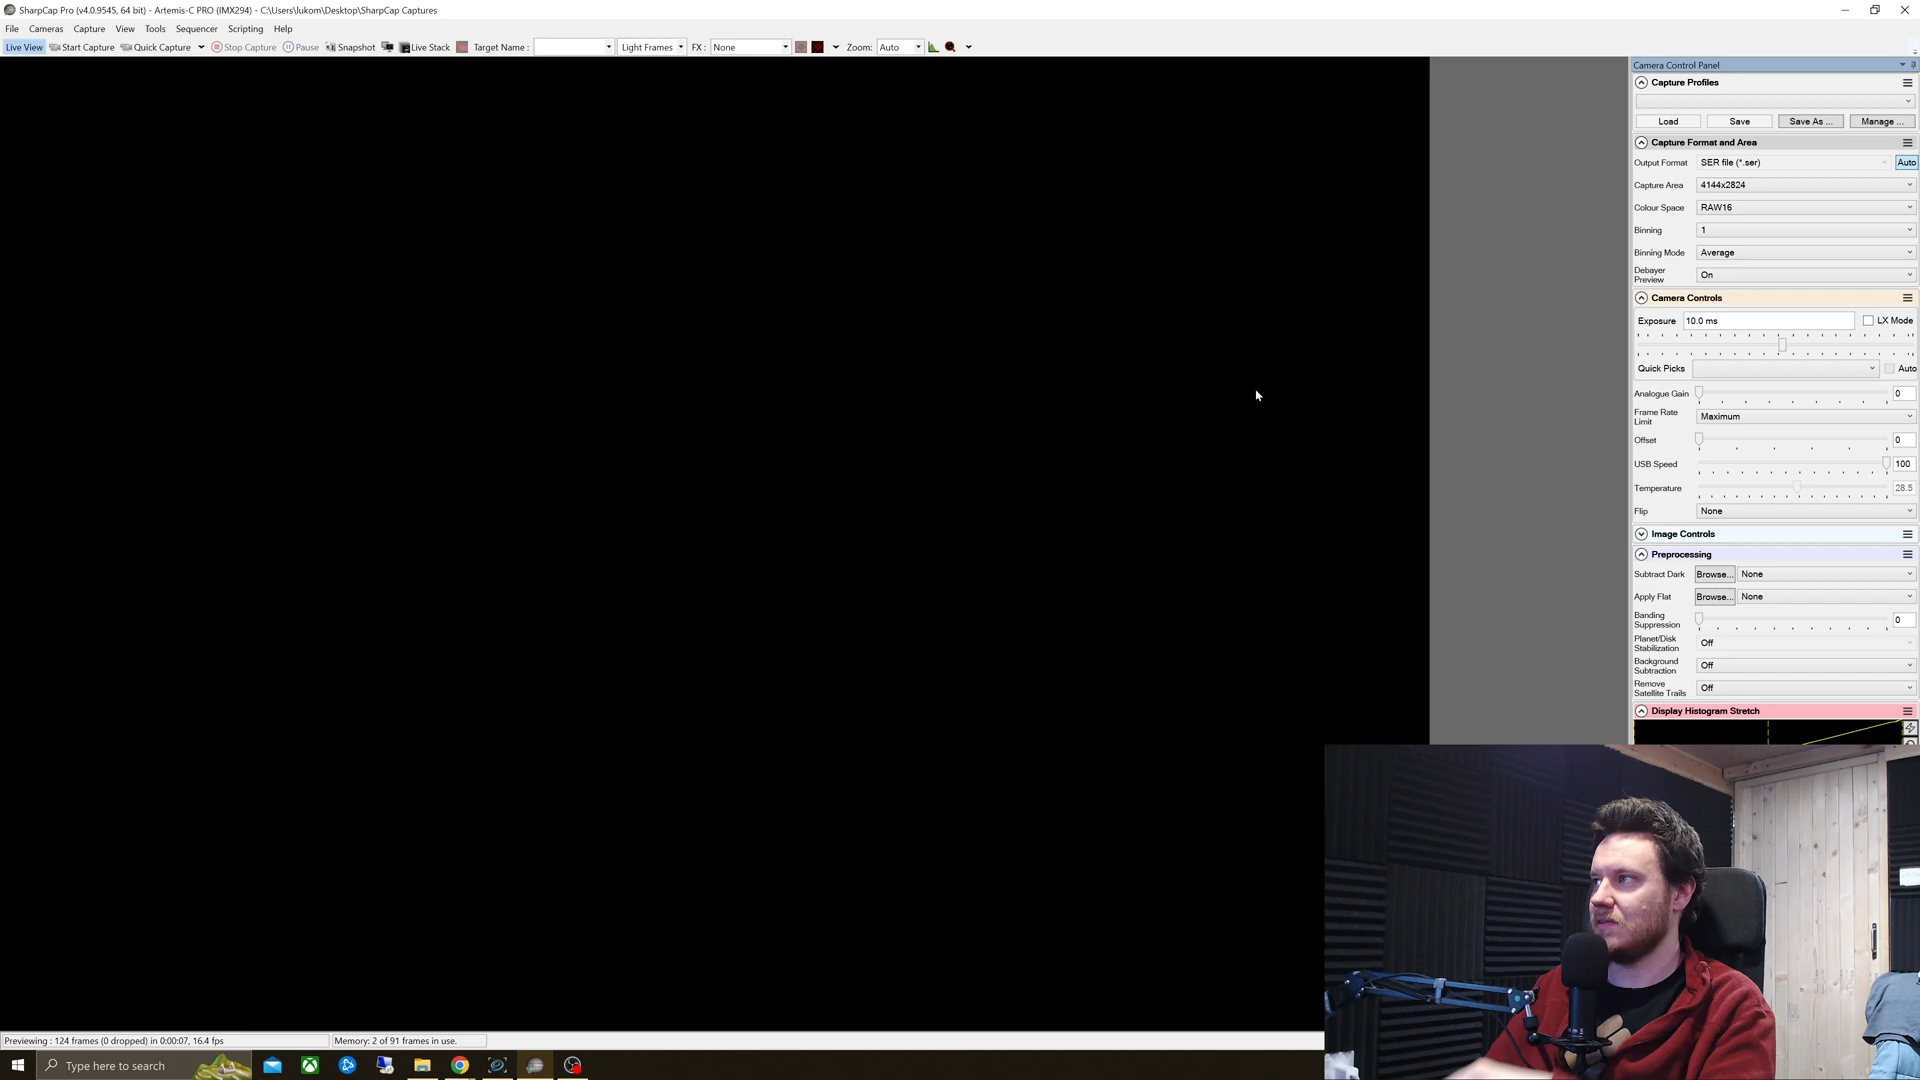 SharpCap Pro (v4.0.9545, 64 bit) - Artemis-C PRO (IMX294) - C:\Users\lukom\Desktop\SharpCap Captures
File Cameras Capture View Tools Sequencer Scripting Help
Live View Start Capture Quick Capture Stop Capture Pause Snapshot Live Stack Target Name : Light Frames FX : None Zoom: Auto
Camera Control Panel
Capture Profiles
Load Save Save As ... Manage ...
Capture Format and Area
Output Format SER file (*.ser) Auto
Capture Area 4144x2824
Colour Space RAW16
Binning 1
Binning Mode Average
Debayer
Preview On
Camera Controls
Exposure 10.0 ms LX Mode
Quick Picks Auto
Analogue Gain 0
Frame Rate
Limit Maximum
Offset 0
USB Speed 100
Temperature 28.5
Flip None
Image Controls
Preprocessing
Subtract Dark Browse... None
Apply Flat Browse... None
Banding
Suppression 0
Planet/Disk
Stabilization Off
Background
Subtraction Off
Remove
Satellite Trails Off
Display Histogram Stretch
Previewing : 124 frames (0 dropped) in 0:00:07, 16.4 fps Memory: 2 of 91 frames in use.
Type here to search